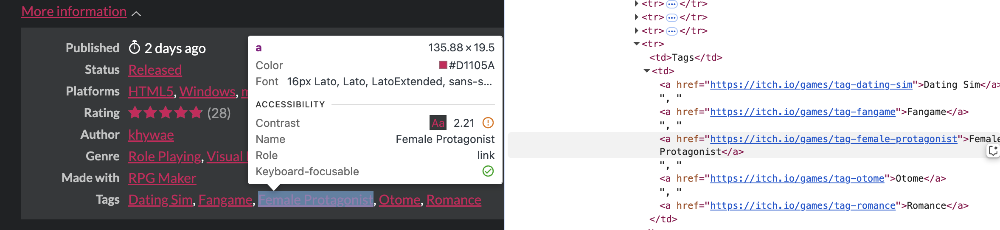 More information
Published 2 days ago
Status Released
Platforms HTML5, Windows,
Rating (28)
Author khywae
Genre Role Playing, Visual
Made with RPG Maker
Tags Dating Sim, Fangame, Female Protagonist, Otome, Romance
a 135.88 × 19.5
Color #D1105A
Font 16px Lato, Lato, LatoExtended, sans-s...
ACCESSIBILITY
Contrast Aa 2.21
Name Female Protagonist
Role link
Keyboard-focusable
<tr> ••• </tr>
<tr> ••• </tr>
<tr> ••• </tr>
<tr>
<td>Tags</td>
<td>
<a href="https://itch.io/games/tag-dating-sim">Dating Sim</a>
", "
<a href="https://itch.io/games/tag-fangame">Fangame</a>
", "
<a href="https://itch.io/games/tag-female-protagonist">Female
Protagonist</a>
", "
<a href="https://itch.io/games/tag-otome">Otome</a>
", "
<a href="https://itch.io/games/tag-romance">Romance</a>
</td>